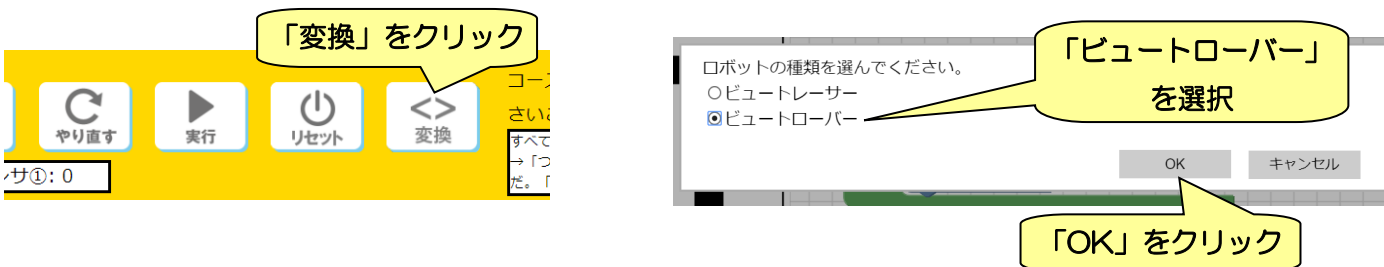 「変換」をクリック
コース
さいこ
やり直す
実行
リセット
変換
すべて
→「つ
だ。「
ンサ①: 0
ロボットの種類を選んでください。
ビュートレーサー
ビュートローバー
「ビュートローバー」
を選択
OK
キャンセル
「OK」をクリック